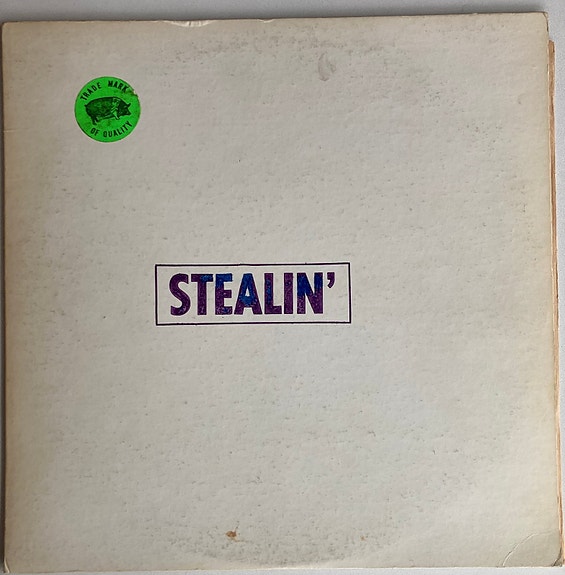 TRADE MARK
OF QUALITY
STEALIN’